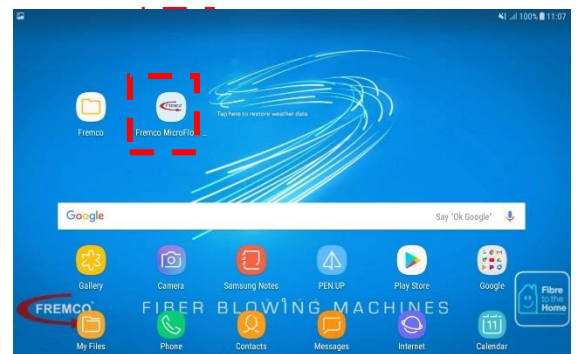 100% 11:07
Tap here to restore weather data
Fremco
Fremco MicroFlo...
Google Say "Ok Google"
Gallery Camera Samsung Notes PEN.UP Play Store Google
FREMCO FIBER BLOWING MACHINES
Fibre
to the
Home
My Files Phone Contacts Messages Internet Calendar